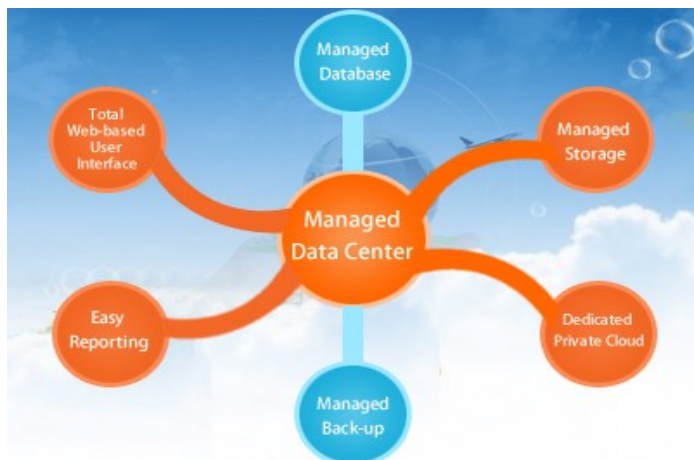 Managed
Database
Total
Web-based
User
Interface
Managed
Storage
Managed
Data Center
Easy
Reporting
Dedicated
Private Cloud
Managed
Back-up